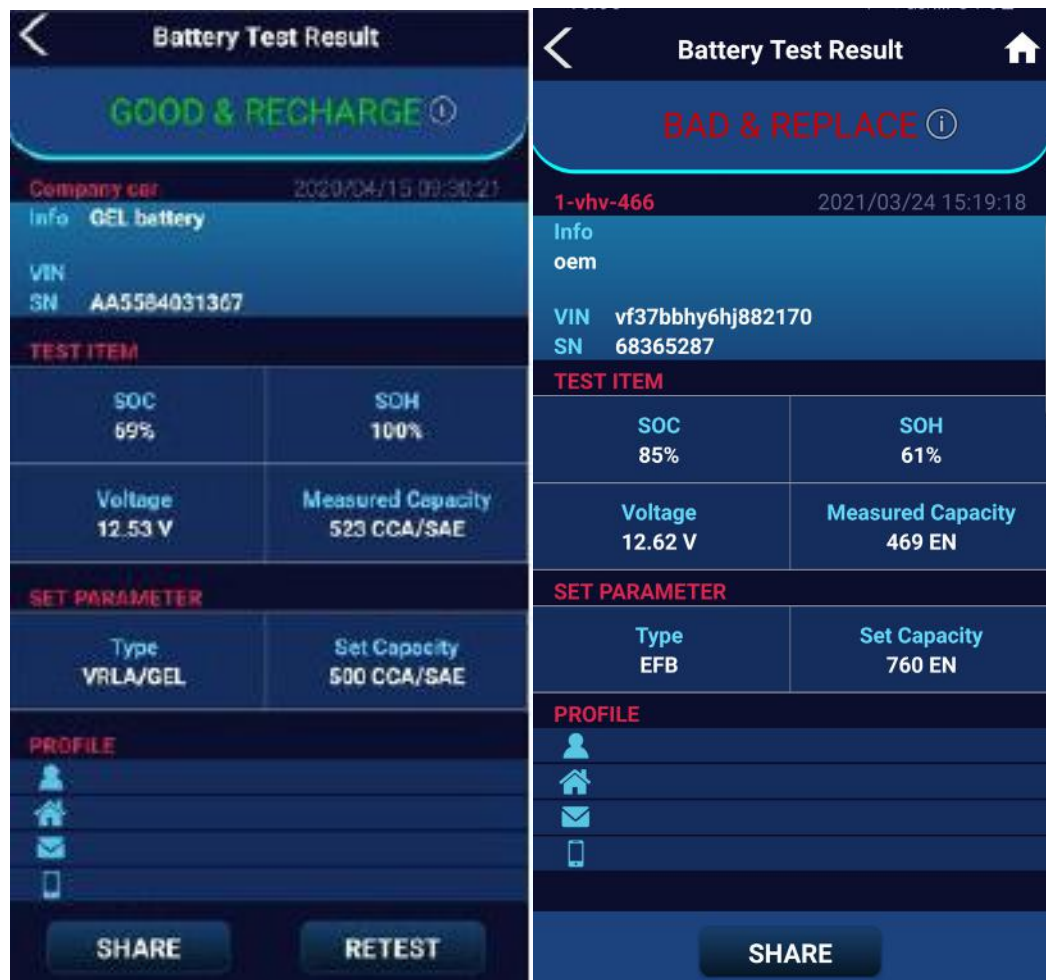 Battery Test Result
GOOD & RECHARGE
Company car 2020/04/15 09:30:21
Info GEL battery
VIN
SN AA5584031367
TEST ITEM
SOC SOH
69% 100%
Voltage Measured Capacity
12.53 V 523 CCA/SAE
SET PARAMETER
Type Set Capacity
VRLA/GEL 500 CCA/SAE
PROFILE
SHARE RETEST
Battery Test Result
BAD & REPLACE
1-vhv-466 2021/03/24 15:19:18
Info
oem
VIN vf37bbhy6hj882170
SN 68365287
TEST ITEM
SOC SOH
85% 61%
Voltage Measured Capacity
12.62 V 469 EN
SET PARAMETER
Type Set Capacity
EFB 760 EN
PROFILE
SHARE